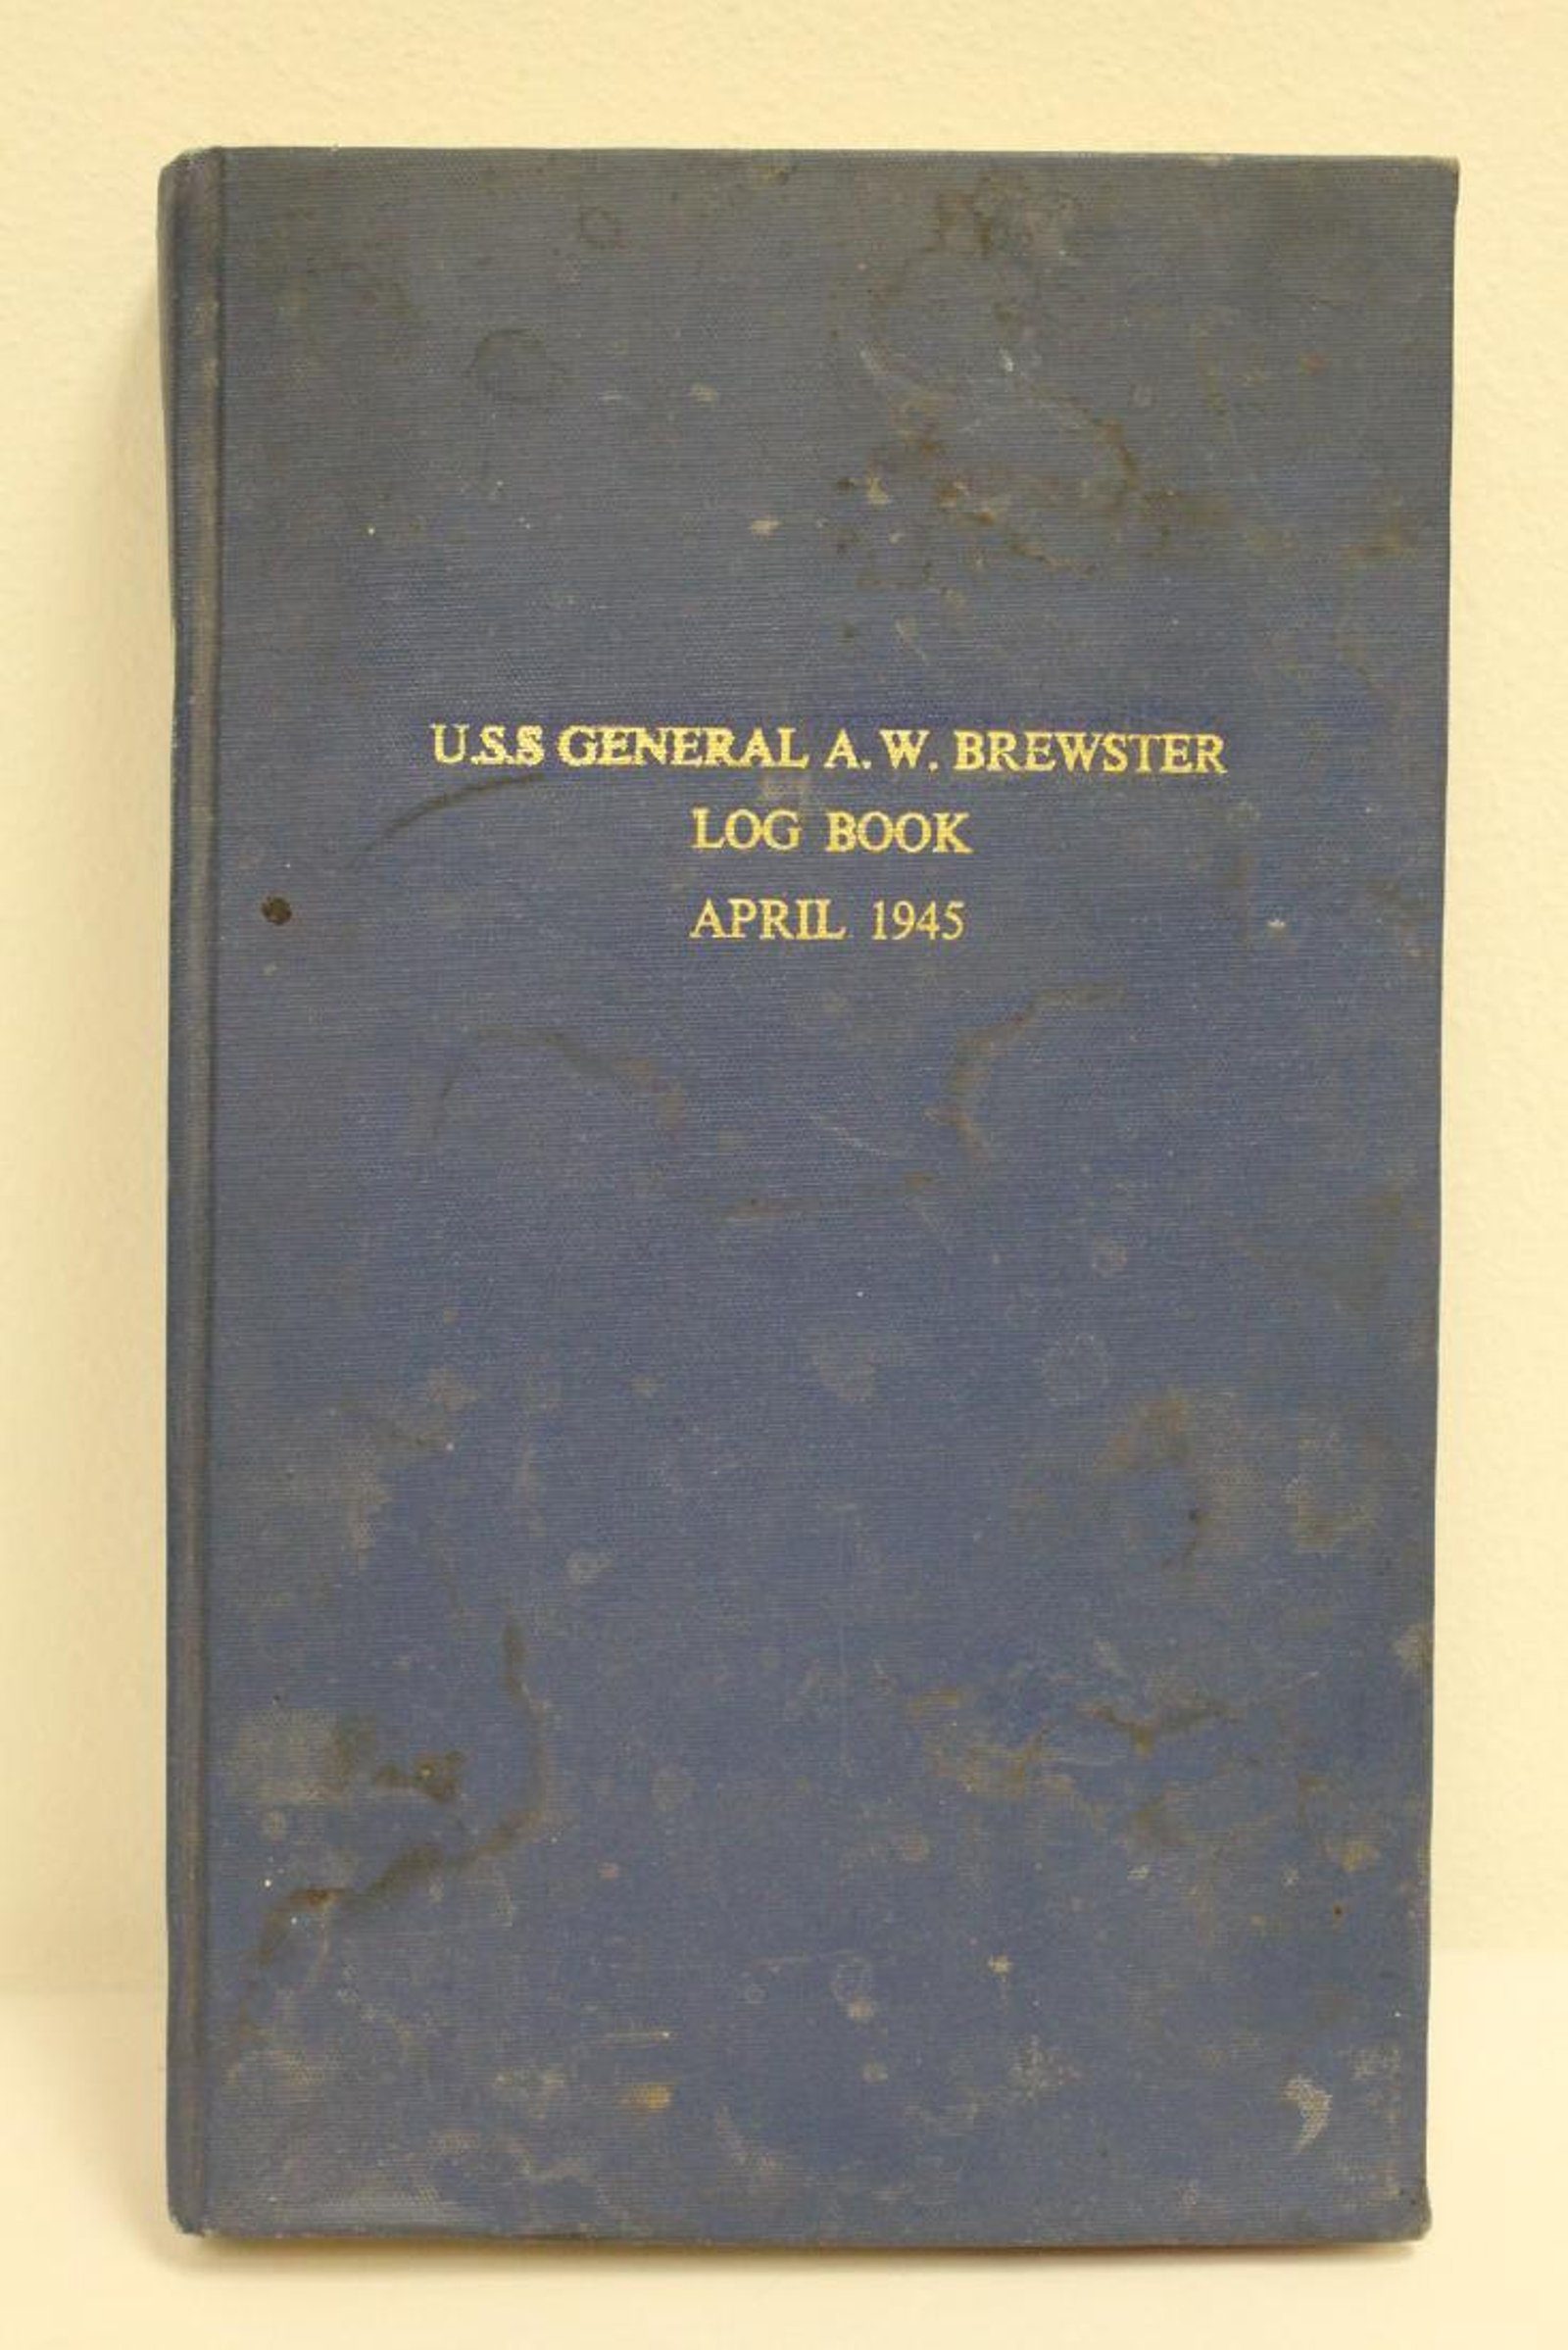 U.S.S GENERAL A. W. BREWSTER
LOG BOOK
APRIL 1945